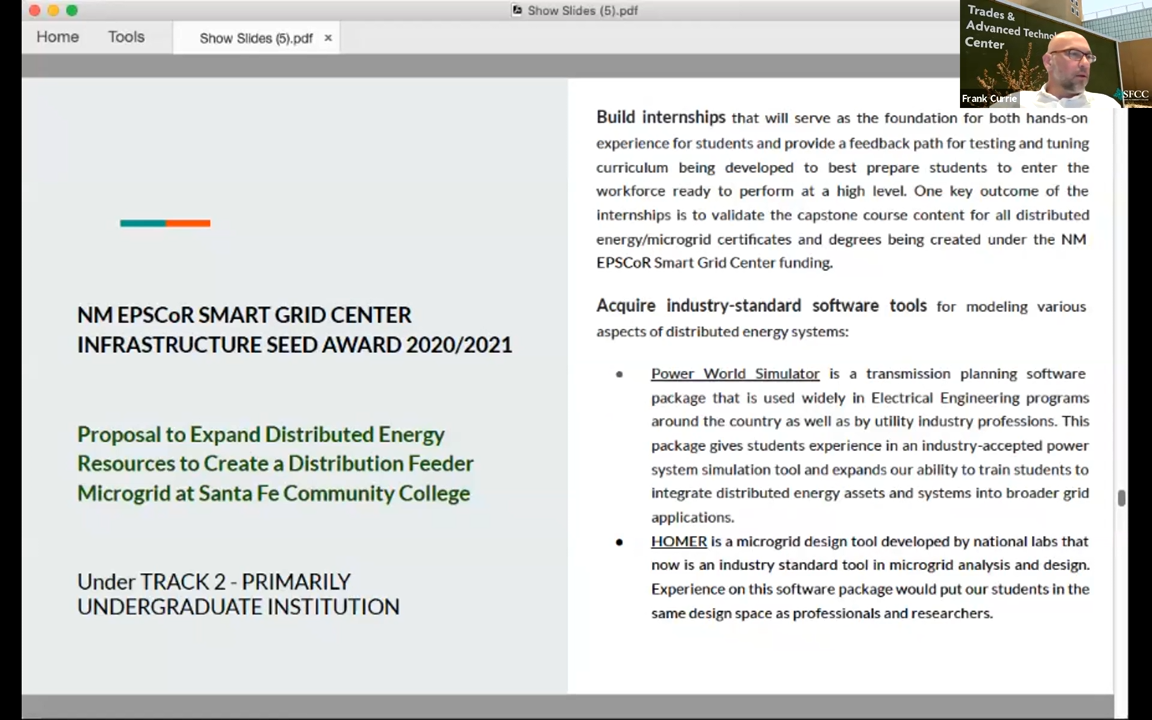 Show Slides (5).pdf
Home Tools Show Slides (5).pdf ×
Trades &
Advanced Techno
Center
SFCC
Frank Currie
NM EPSCoR SMART GRID CENTER
INFRASTRUCTURE SEED AWARD 2020/2021
Proposal to Expand Distributed Energy
Resources to Create a Distribution Feeder
Microgrid at Santa Fe Community College
Under TRACK 2 - PRIMARILY
UNDERGRADUATE INSTITUTION
Build internships that will serve as the foundation for both hands-on
experience for students and provide a feedback path for testing and tuning
curriculum being developed to best prepare students to enter the
workforce ready to perform at a high level. One key outcome of the
internships is to validate the capstone course content for all distributed
energy/microgrid certificates and degrees being created under the NM
EPSCoR Smart Grid Center funding.
Acquire industry-standard software tools for modeling various
aspects of distributed energy systems:
● Power World Simulator is a transmission planning software
package that is used widely in Electrical Engineering programs
around the country as well as by utility industry professions. This
package gives students experience in an industry-accepted power
system simulation tool and expands our ability to train students to
integrate distributed energy assets and systems into broader grid
applications.
● HOMER is a microgrid design tool developed by national labs that
now is an industry standard tool in microgrid analysis and design.
Experience on this software package would put our students in the
same design space as professionals and researchers.